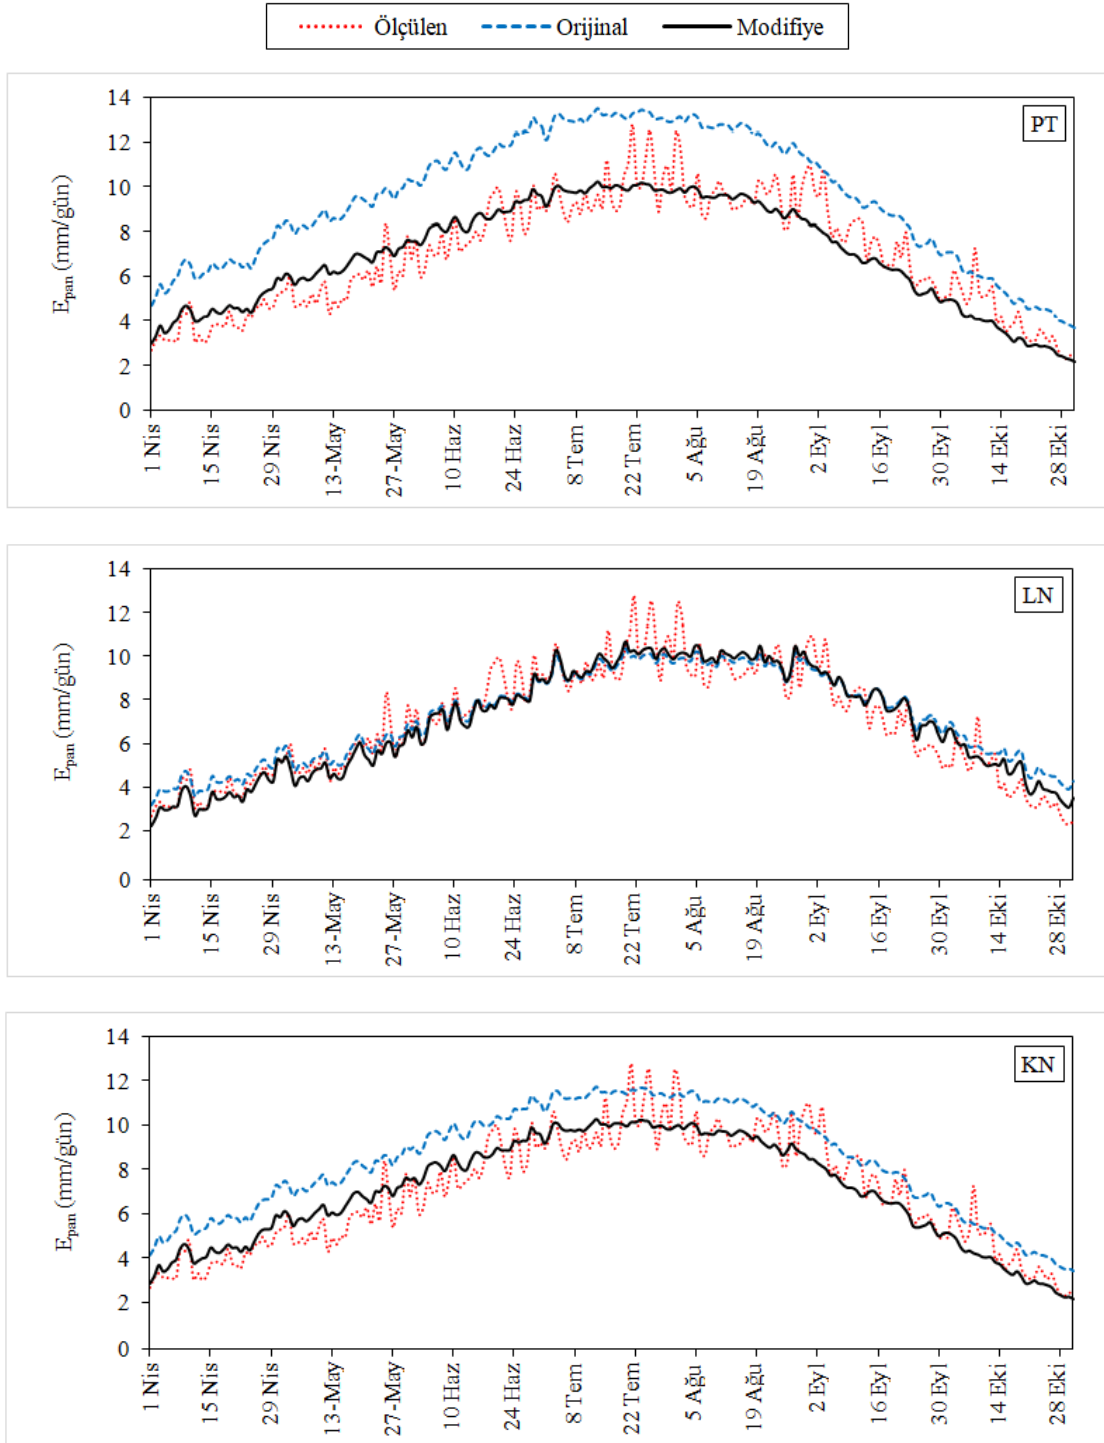 Ölçülen Orijinal Modifiye
14
12
10
8
6
4
2
0
E_pan (mm/gün)
PT
1 Nis
15 Nis
29 Nis
13-May
27-May
10 Haz
24 Haz
8 Tem
22 Tem
5 Ağu
19 Ağu
2 Eyl
16 Eyl
30 Eyl
14 Eki
28 Eki
14
12
10
8
6
4
2
0
E_pan (mm/gün)
LN
1 Nis
15 Nis
29 Nis
13-May
27-May
10 Haz
24 Haz
8 Tem
22 Tem
5 Ağu
19 Ağu
2 Eyl
16 Eyl
30 Eyl
14 Eki
28 Eki
14
12
10
8
6
4
2
0
E_pan (mm/gün)
KN
1 Nis
15 Nis
29 Nis
13-May
27-May
10 Haz
24 Haz
8 Tem
22 Tem
5 Ağu
19 Ağu
2 Eyl
16 Eyl
30 Eyl
14 Eki
28 Eki